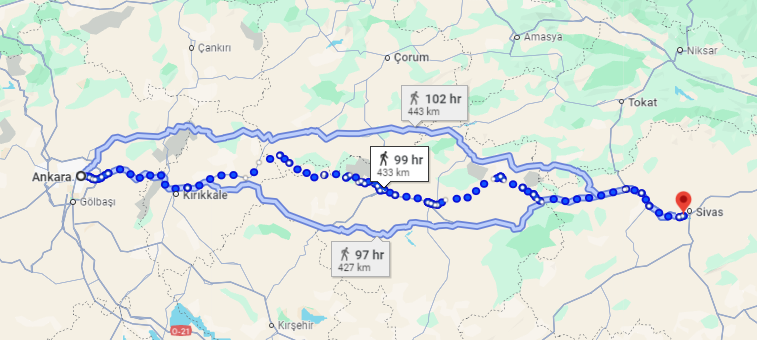 Amasya
Çankırı
Niksar
Çorum
102 hr
443 km
Tokat
99 hr
433 km
Ankara
Kırıkkale
Gölbaşı
Sivas
97 hr
427 km
Kırşehir
O-21